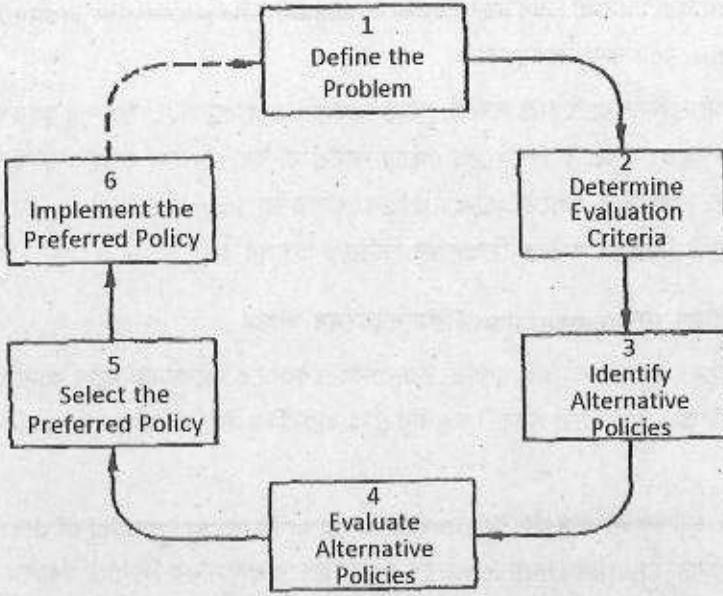 1
Define the
Problem
2
Determine
Evaluation
Criteria
3
Identify
Alternative
Policies
4
Evaluate
Alternative
Policies
5
Select the
Preferred Policy
6
Implement the
Preferred Policy